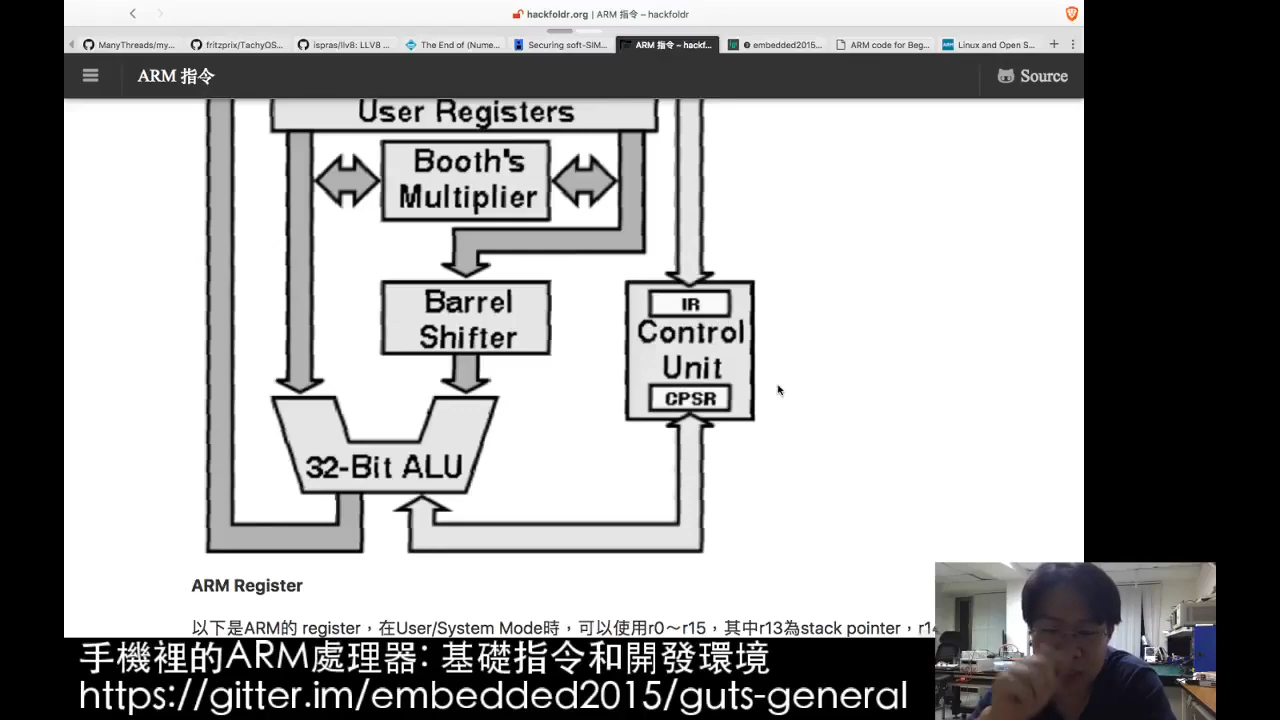 hackfoldr.org | ARM 指令 – hackfoldr
ManyThreads/my...
fritzprix/TachyOS...
ispras/llv8: LLV8 ...
The End of (Nume...
Securing soft-SIM...
ARM 指令 – hackf...
embedded2015...
ARM code for Beg...
Linux and Open S...
ARM 指令
Source
User Registers
Booth's
Multiplier
Barrel
Shifter
IR
Control
Unit
CPSR
32-Bit ALU
ARM Register
以下是ARM的 register，在User/System Mode時，可以使用r0～r15，其中r13為stack pointer，r14
手機裡的ARM處理器: 基礎指令和開發環境
https://gitter.im/embedded2015/guts-general